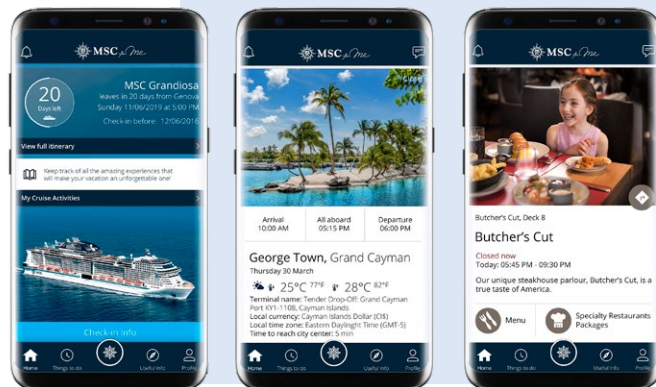 MSC & Me
20
Days left
MSC Grandiosa
leaves in 20 days from Genova
Sunday 11/06/2019 at 5:00 PM
Check-in before: 12/06/2016
View full itinerary
Keep track of all the amazing experiences that
will make your vacation an unforgettable one!
My Cruise Activities
Check-in Info
Home
Things to do
Useful Info
Profile
MSC & Me
Arrival
10:00 AM
All aboard
05:15 PM
Departure
06:00 PM
George Town, Grand Cayman
Thursday 30 March
25°C 77°F
28°C 82°F
Terminal name: Tender Drop-Off: Grand Cayman
Port KY1-1108, Cayman Islands
Local currency: Cayman Islands Dollar (CI$)
Local time zone: Eastern Daylight Time (GMT-5)
Time to reach city center: 5 min
Home
Things to do
Useful Info
Profile
MSC & Me
Butcher's Cut, Deck 8
Butcher's Cut
Closed now
Today: 05:45 PM - 09:30 PM
Our unique steakhouse parlour, Butcher's Cut, is a
true taste of America.
Menu
Specialty Restaurants
Packages
Home
Things to do
Useful Info
Profile